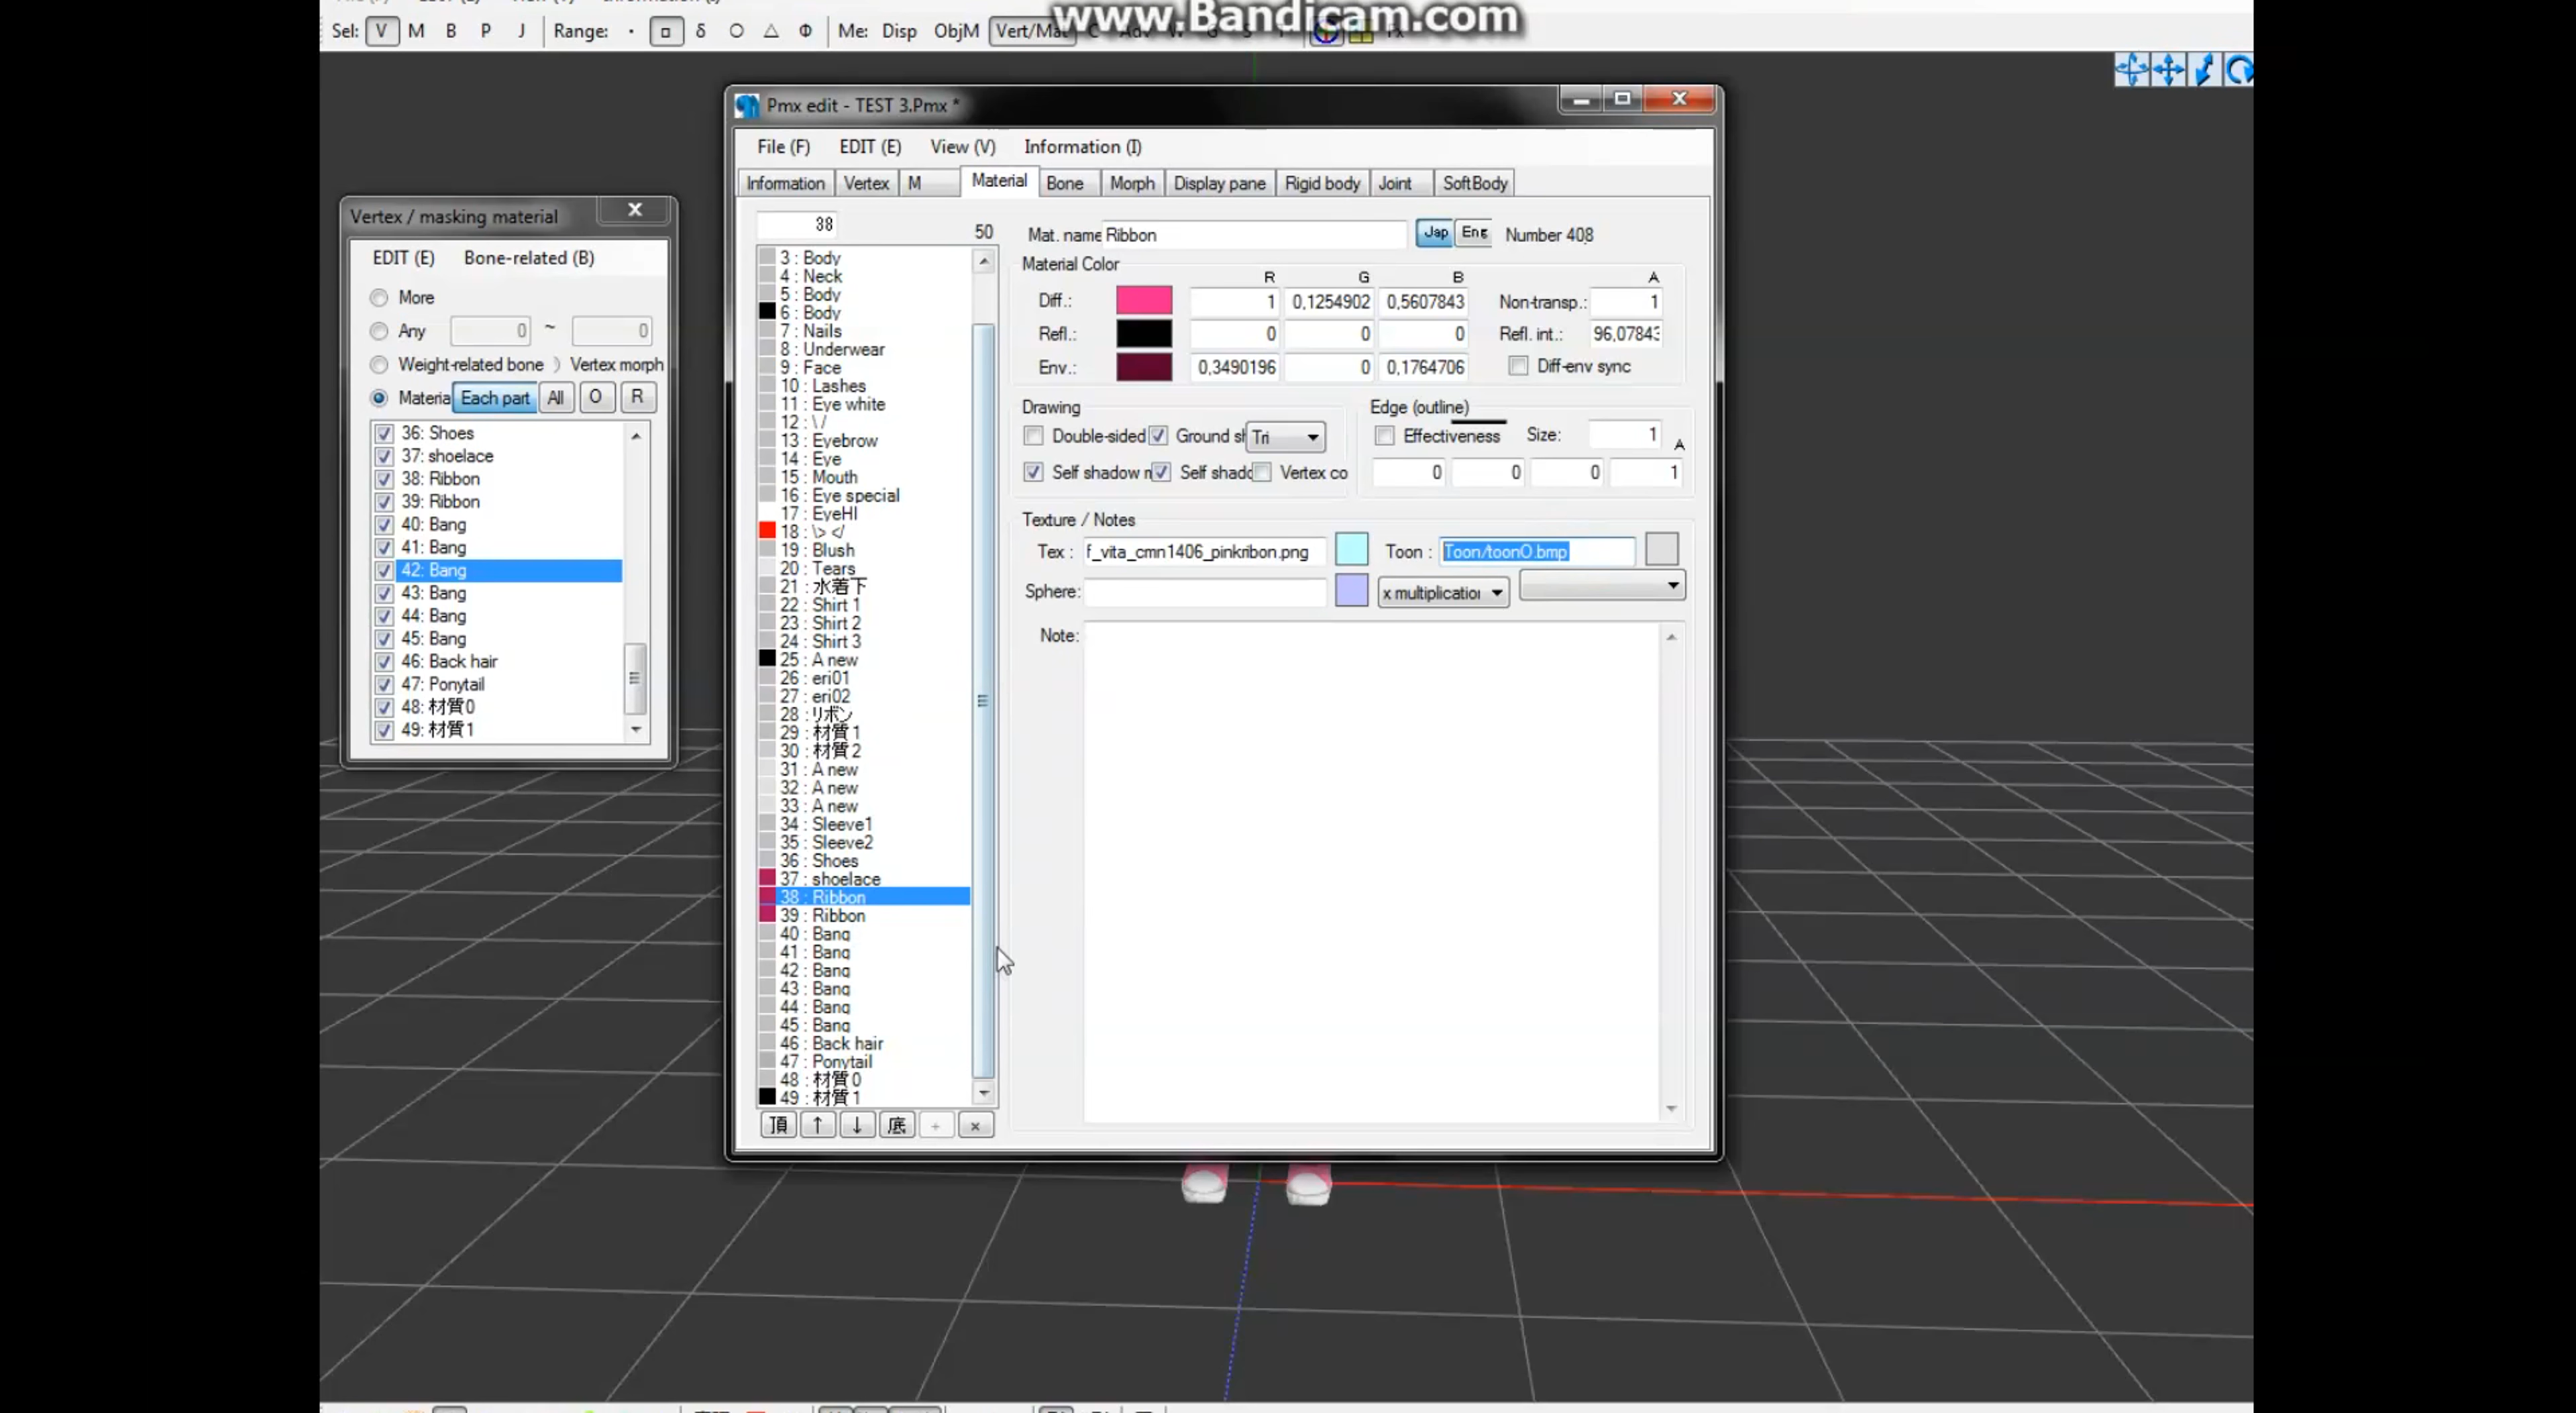 www.Bandicam.com
Sel: V M B P J Range: Me: Disp ObjM Vert/Mat
Pmx edit - TEST 3.Pmx *
File (F) EDIT (E) View (V) Information (I)
Information Vertex M Material Bone Morph Display pane Rigid body Joint SoftBody
Vertex / masking material
EDIT (E) Bone-related (B)
More
Any 0 ~ 0
Weight-related bone Vertex morph
Materia Each part All O R
36: Shoes
37: shoelace
38: Ribbon
39: Ribbon
40: Bang
41: Bang
42: Bang
43: Bang
44: Bang
45: Bang
46: Back hair
47: Ponytail
48: 材質0
49: 材質1
38
50
3 : Body
4 : Neck
5 : Body
6 : Body
7 : Nails
8 : Underwear
9 : Face
10 : Lashes
11 : Eye white
12 : \ /
13 : Eyebrow
14 : Eye
15 : Mouth
16 : Eye special
17 : EyeHI
18 : \> </
19 : Blush
20 : Tears
21 : 水着下
22 : Shirt 1
23 : Shirt 2
24 : Shirt 3
25 : A new
26 : eri01
27 : eri02
28 : リボン
29 : 材質1
30 : 材質2
31 : A new
32 : A new
33 : A new
34 : Sleeve1
35 : Sleeve2
36 : Shoes
37 : shoelace
38 : Ribbon
39 : Ribbon
40 : Bang
41 : Bang
42 : Bang
43 : Bang
44 : Bang
45 : Bang
46 : Back hair
47 : Ponytail
48 : 材質0
49 : 材質1
頂 ↑ ↓ 底 + ×
Mat. name Ribbon Jap Eng Number 408
Material Color
R G B A
Diff.: 1 0,1254902 0,5607843 Non-transp.: 1
Refl.: 0 0 0 Refl. int.: 96,07843
Env.: 0,3490196 0 0,1764706 Diff-env sync
Drawing
Double-sided Ground sh Tri
Self shadow m Self shado Vertex co
Edge (outline)
Effectiveness Size: 1
A
0 0 0 1
Texture / Notes
Tex : f_vita_cmn1406_pinkribon.png Toon : Toon/toon0.bmp
Sphere: x multiplication
Note: